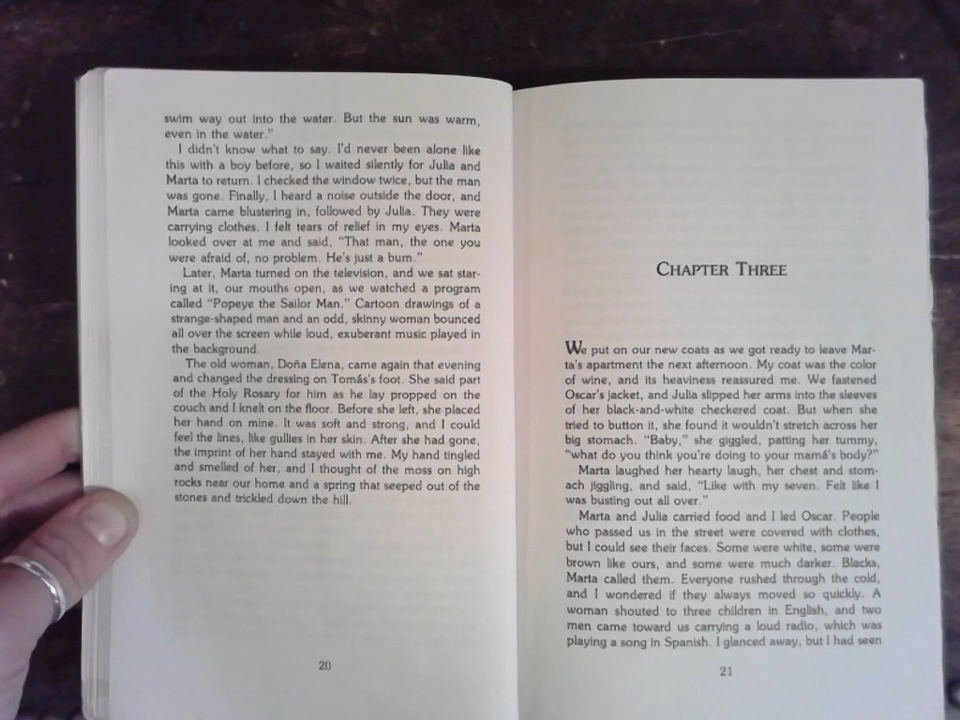 swim way out into the water. But the sun was warm,
even in the water."
I didn't know what to say. I'd never been alone like
this with a boy before, so I waited silently for Julia and
Marta to return. I checked the window twice, but the man
was gone. Finally, I heard a noise outside the door, and
Marta came blustering in, followed by Julia. They were
carrying clothes. I felt tears of relief in my eyes. Marta
looked over at me and said, "That man, the one you
were afraid of, no problem. He's just a bum."
Later, Marta turned on the television, and we sat star-
ing at it, our mouths open, as we watched a program
called "Popeye the Sailor Man." Cartoon drawings of a
strange-shaped man and an odd, skinny woman bounced
all over the screen while loud, exuberant music played in
the background.
The old woman, Doña Elena, came again that evening
and changed the dressing on Tomás's foot. She said part
of the Holy Rosary for him as he lay propped on the
couch and I knelt on the floor. Before she left, she placed
her hand on mine. It was soft and strong, and I could
feel the lines, like gullies in her skin. After she had gone,
the imprint of her hand stayed with me. My hand tingled
and smelled of her, and I thought of the moss on high
rocks near our home and a spring that seeped out of the
stones and trickled down the hill.
20
CHAPTER THREE
We put on our new coats as we got ready to leave Mar-
ta's apartment the next afternoon. My coat was the color
of wine, and its heaviness reassured me. We fastened
Oscar's jacket, and Julia slipped her arms into the sleeves
of her black-and-white checkered coat. But when she
tried to button it, she found it wouldn't stretch across her
big stomach. "Baby," she giggled, patting her tummy,
"what do you think you're doing to your mamá's body?"
Marta laughed her hearty laugh, her chest and stom-
ach jiggling, and said, "Like with my seven. Felt like I
was busting out all over."
Marta and Julia carried food and I led Oscar. People
who passed us in the street were covered with clothes,
but I could see their faces. Some were white, some were
brown like ours, and some were much darker. Blacks,
Marta called them. Everyone rushed through the cold,
and I wondered if they always moved so quickly. A
woman shouted to three children in English, and two
men came toward us carrying a loud radio, which was
playing a song in Spanish. I glanced away, but I had seen
21